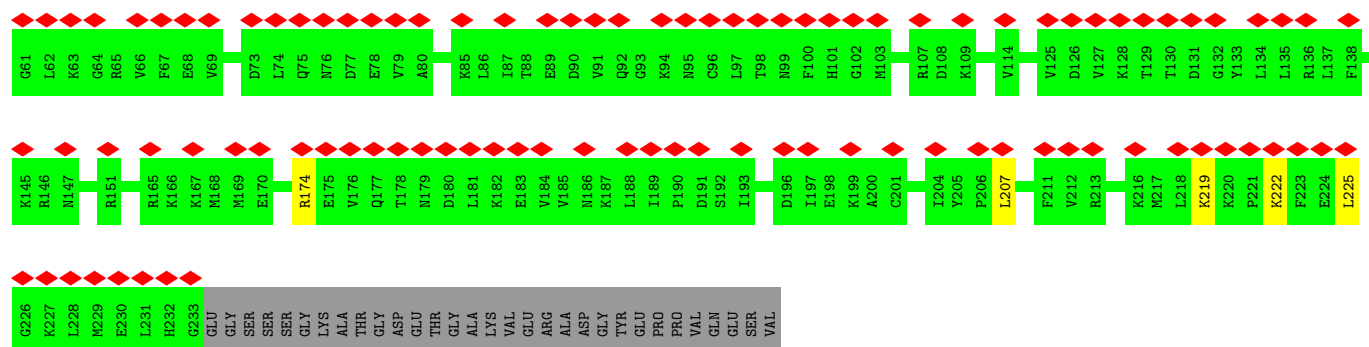 G61 L62 K63 G64 R65 V66 F67 E68 V69 D73 L74 Q75 N76 D77 E78 V79 A80 K85 L86 I87 T88 E89 D90 V91 Q92 G93 K94 N95 C96 L97 T98 N99 F100 H101 G102 M103 R107 D108 K109 V114 V125 D126 V127 K128 T129 T130 D131 G132 Y133 L134 L135 R136 L137 F138
K145 R146 N147 R151 R165 K166 K167 M168 M169 E170 R174 E175 V176 Q177 T178 N179 D180 L181 K182 E183 V184 V185 N186 K187 L188 I189 P190 D191 S192 I193 D196 I197 E198 K199 A200 C201 I204 Y205 P206 L207 F211 V212 R213 K216 M217 L218 K219 K220 P221 K222 F223 E224 L225
G226 K227 L228 M229 E230 L231 H232 G233 GLU GLY SER SER SER GLY LYS ALA THR GLY ASP GLU THR GLY ALA LYS VAL GLU ARG ALA ASP GLY TYR GLU PRO PRO VAL GLN GLU SER VAL